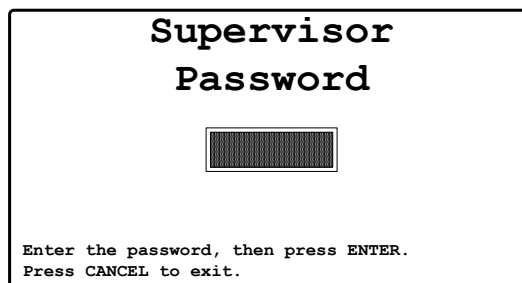 Supervisor
Password
Enter the password, then press ENTER.
Press CANCEL to exit.